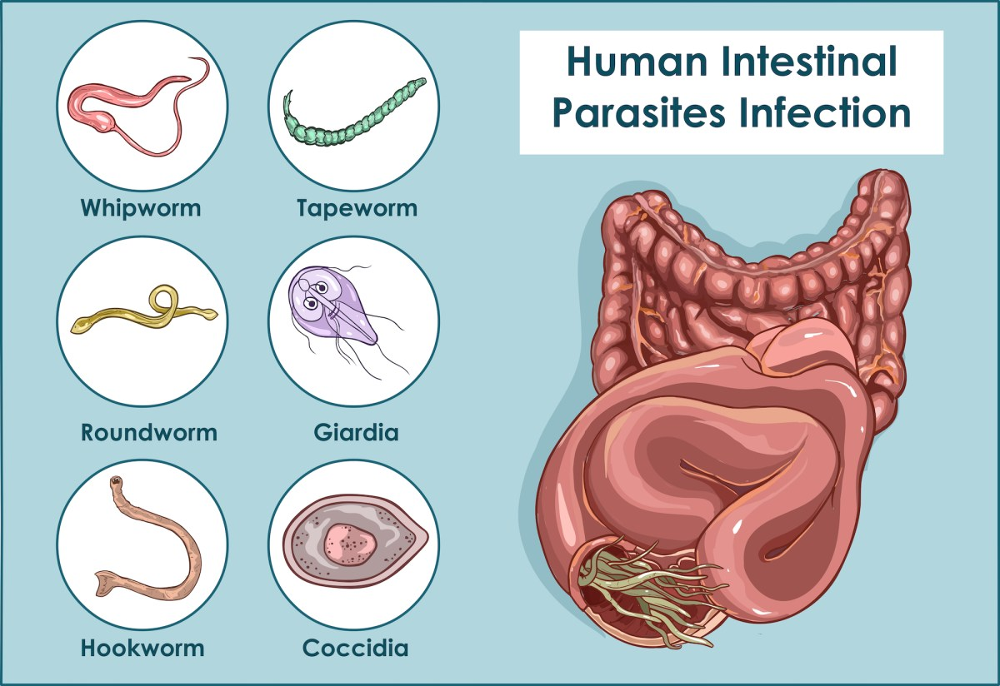 Human Intestinal
Parasites Infection
Whipworm
Tapeworm
Roundworm
Giardia
Hookworm
Coccidia